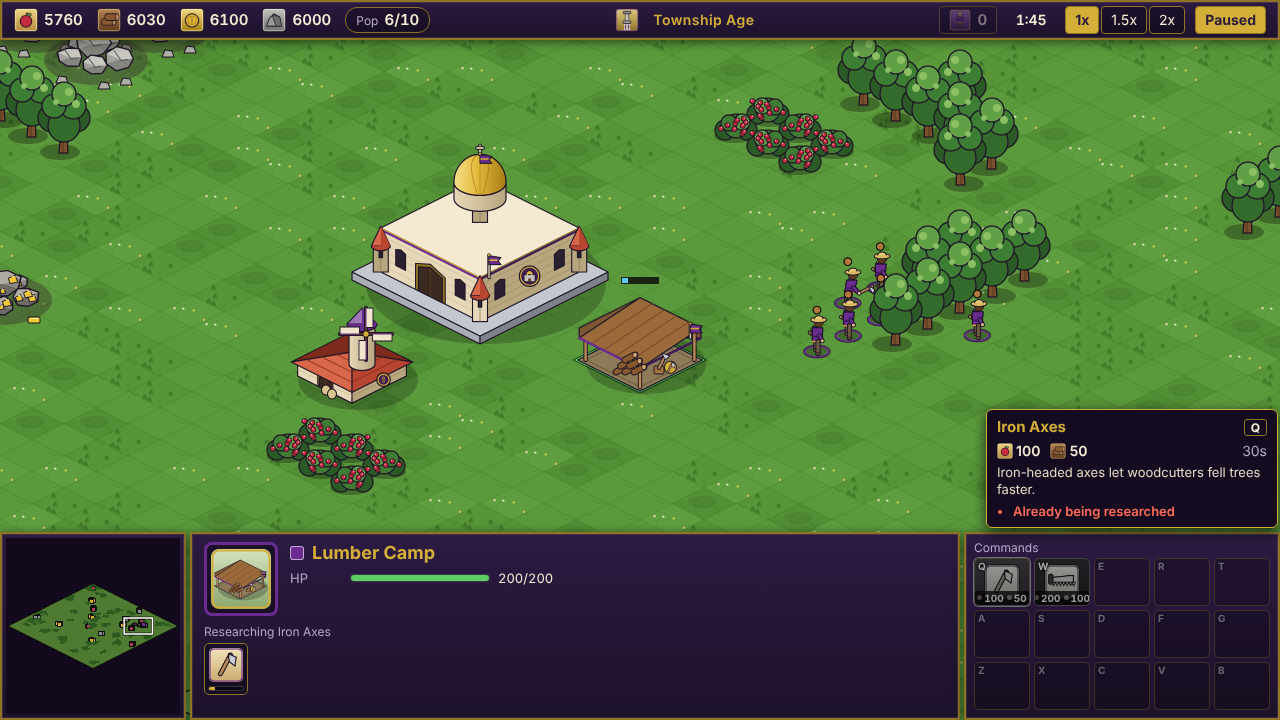 5760 6030 6100 6000 Pop 6/10 Township Age 0 1:45 1x 1.5x 2x Paused
Iron Axes Q
100 50 30s
Iron-headed axes let woodcutters fell trees
faster.
• Already being researched
Lumber Camp
HP 200/200
Researching Iron Axes
Commands
Q W E R T
100 50 200 100
A S D F G
Z X C V B